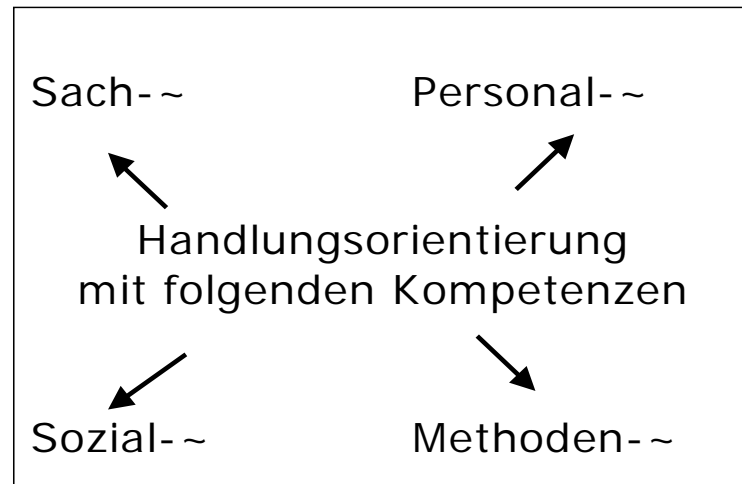 Sach-~ Personal-~
Handlungsorientierung
mit folgenden Kompetenzen
Sozial-~ Methoden-~